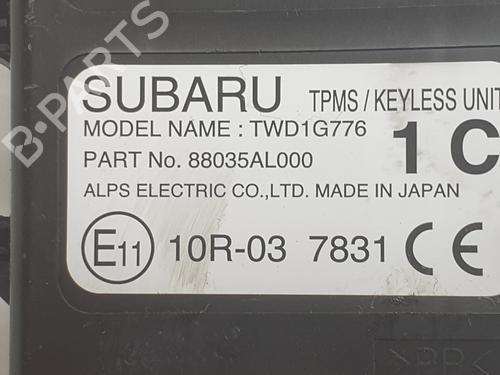 B-PARTS
SUBARU TPMS / KEYLESS UNIT
MODEL NAME : TWD1G776
PART No. 88035AL000 1 C
ALPS ELECTRIC CO.,LTD. MADE IN JAPAN
E11 10R-03 7831 CE
>PP<